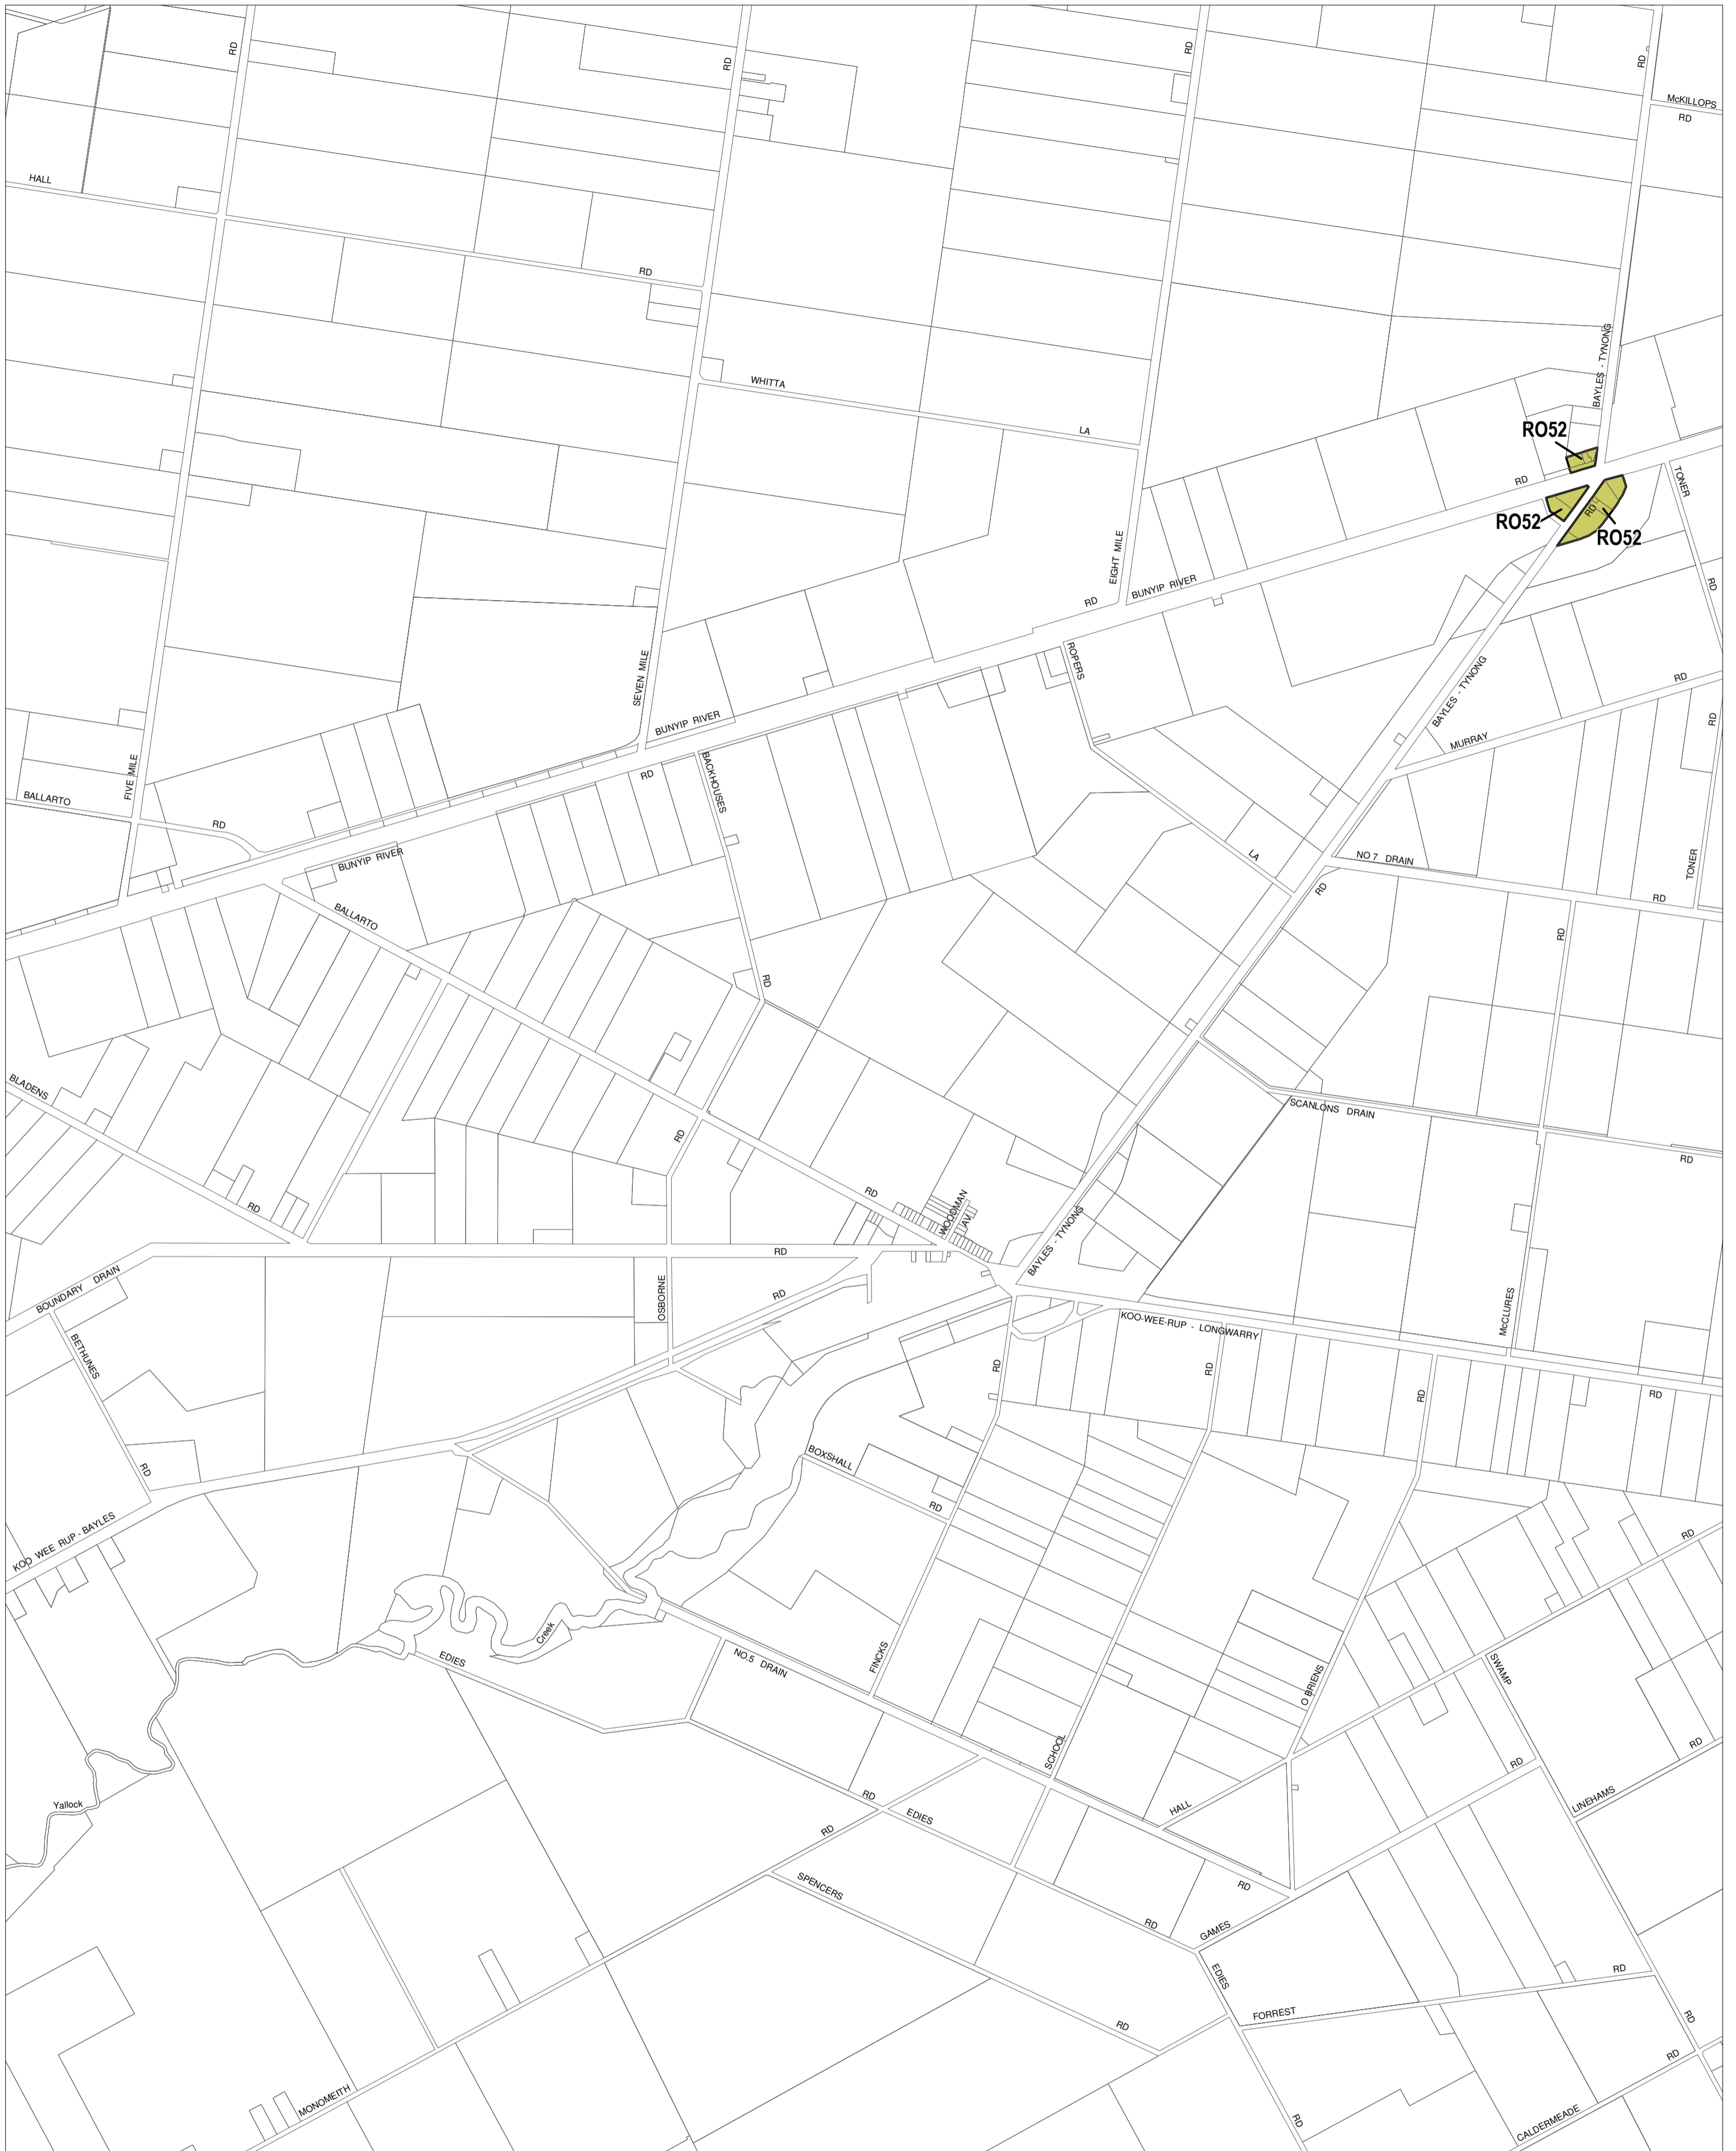 RD
RD
RD
RD
McKILLOPS
RD
HALL
RD
BAYLES - TYNONG
WHITTA
LA
RO52
RD
TONER
RO52
RD
RO52
EIGHT MILE
BUNYIP RIVER
RD
RD
ROPERS
SEVEN MILE
BUNYIP RIVER
BAYLES - TYNONG
RD
RD
MURRAY
RD
BACKHOUSES
FIVE MILE
BALLARTO
RD
BUNYIP RIVER
LA
NO 7 DRAIN
TONER
RD
RD
BALLARTO
RD
RD
BLADENS
SCANLONS DRAIN
RD
RD
RD
RD
WOODMAN
AV
BAYLES - TYNONG
RD
RD
BOUNDARY DRAIN
OSBORNE
RD
BETHUNES
KOO-WEE-RUP - LONGWARRY
McCLURES
RD
RD
RD
RD
BOXSHALL
RD
RD
KOO WEE RUP - BAYLES
RD
Creek
EDIES
NO.5 DRAIN
FINCKS
O BRIENS
SWAMP
RD
SCHOOL
RD
Yallock
RD
EDIES
HALL
LINEHAMS
RD
SPENCERS
RD
RD
GAMES
EDIES
RD
FORREST
RD
RD
RD
MONOMEITH
RD
CALDERMEADE